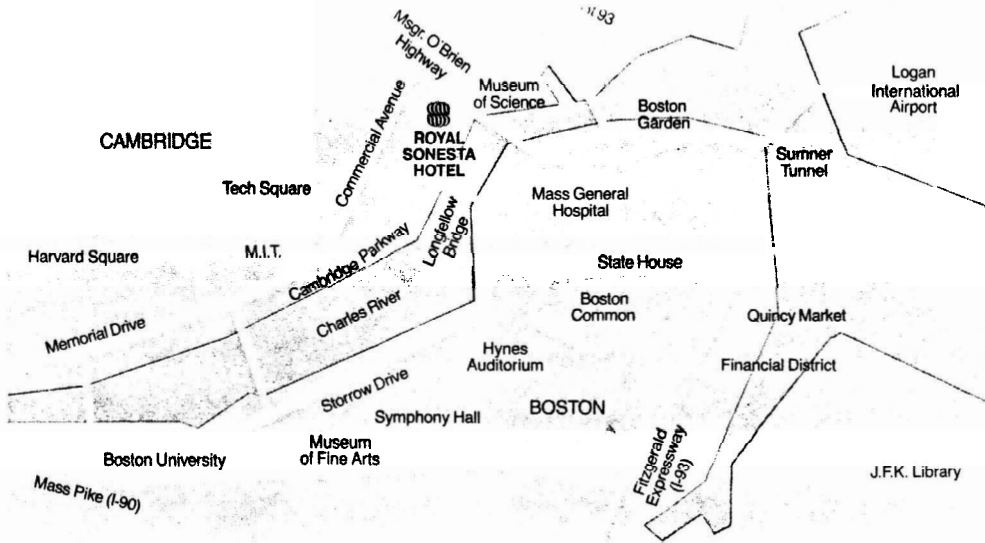 Msgr. O'Brien
Highway
93
Museum
of Science
Logan
International
Airport
Boston
Garden
Commercial Avenue
CAMBRIDGE
ROYAL
SONESTA
HOTEL
Sumner
Tunnel
Tech Square
Mass General
Hospital
Longfellow
Bridge
Harvard Square
M.I.T.
Cambridge Parkway
State House
Charles River
Boston
Common
Memorial Drive
Quincy Market
Hynes
Auditorium
Financial District
Storrow Drive
Symphony Hall
BOSTON
Museum
of Fine Arts
Boston University
Fitzgerald
Expressway
(I-93)
J.F.K. Library
Mass Pike (I-90)